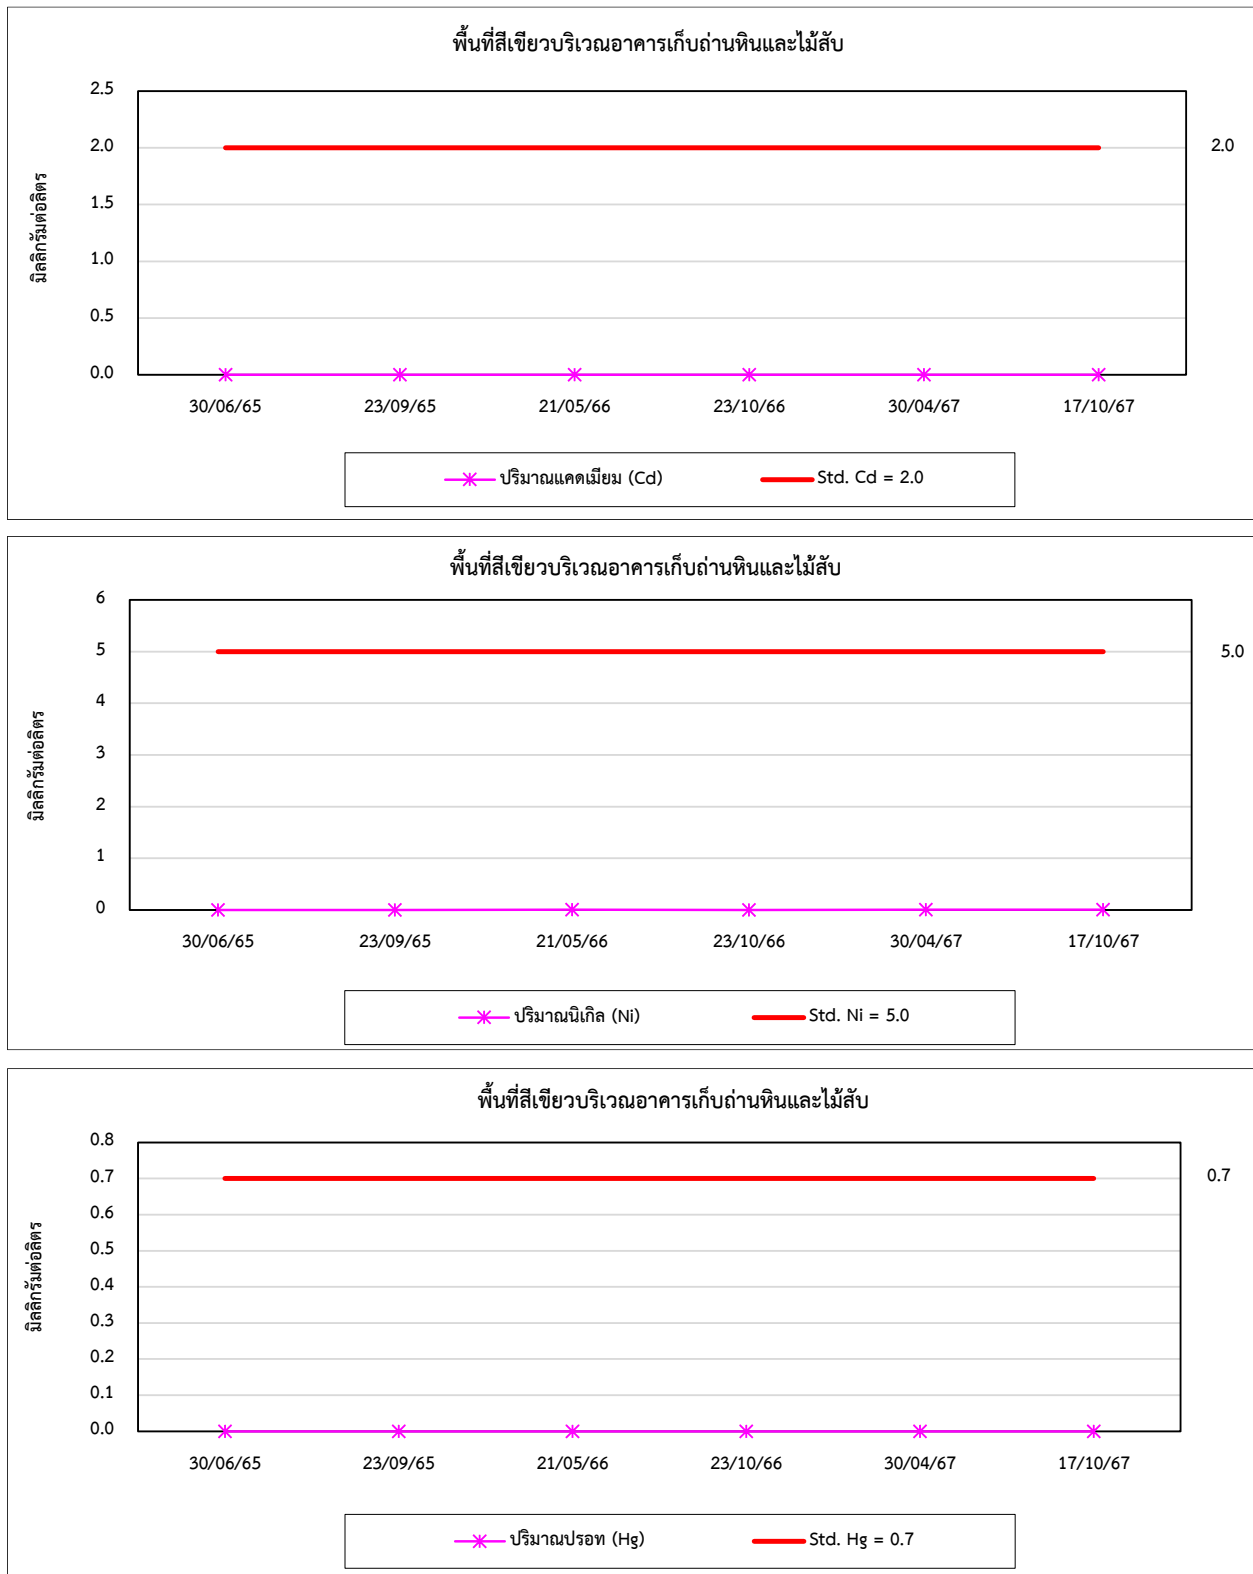 พื้นที่สีเขียวบริเวณอาคารเก็บถ่านหินและไม้สับ
มิลลิกรัมต่อลิตร
2.5
2.0
1.5
1.0
0.5
0.0
2.0
30/06/65 23/09/65 21/05/66 23/10/66 30/04/67 17/10/67
ปริมาณแคดเมียม (Cd) Std. Cd = 2.0
พื้นที่สีเขียวบริเวณอาคารเก็บถ่านหินและไม้สับ
มิลลิกรัมต่อลิตร
6
5
4
3
2
1
0
5.0
30/06/65 23/09/65 21/05/66 23/10/66 30/04/67 17/10/67
ปริมาณนิเกิล (Ni) Std. Ni = 5.0
พื้นที่สีเขียวบริเวณอาคารเก็บถ่านหินและไม้สับ
มิลลิกรัมต่อลิตร
0.8
0.7
0.6
0.5
0.4
0.3
0.2
0.1
0.0
0.7
30/06/65 23/09/65 21/05/66 23/10/66 30/04/67 17/10/67
ปริมาณปรอท (Hg) Std. Hg = 0.7